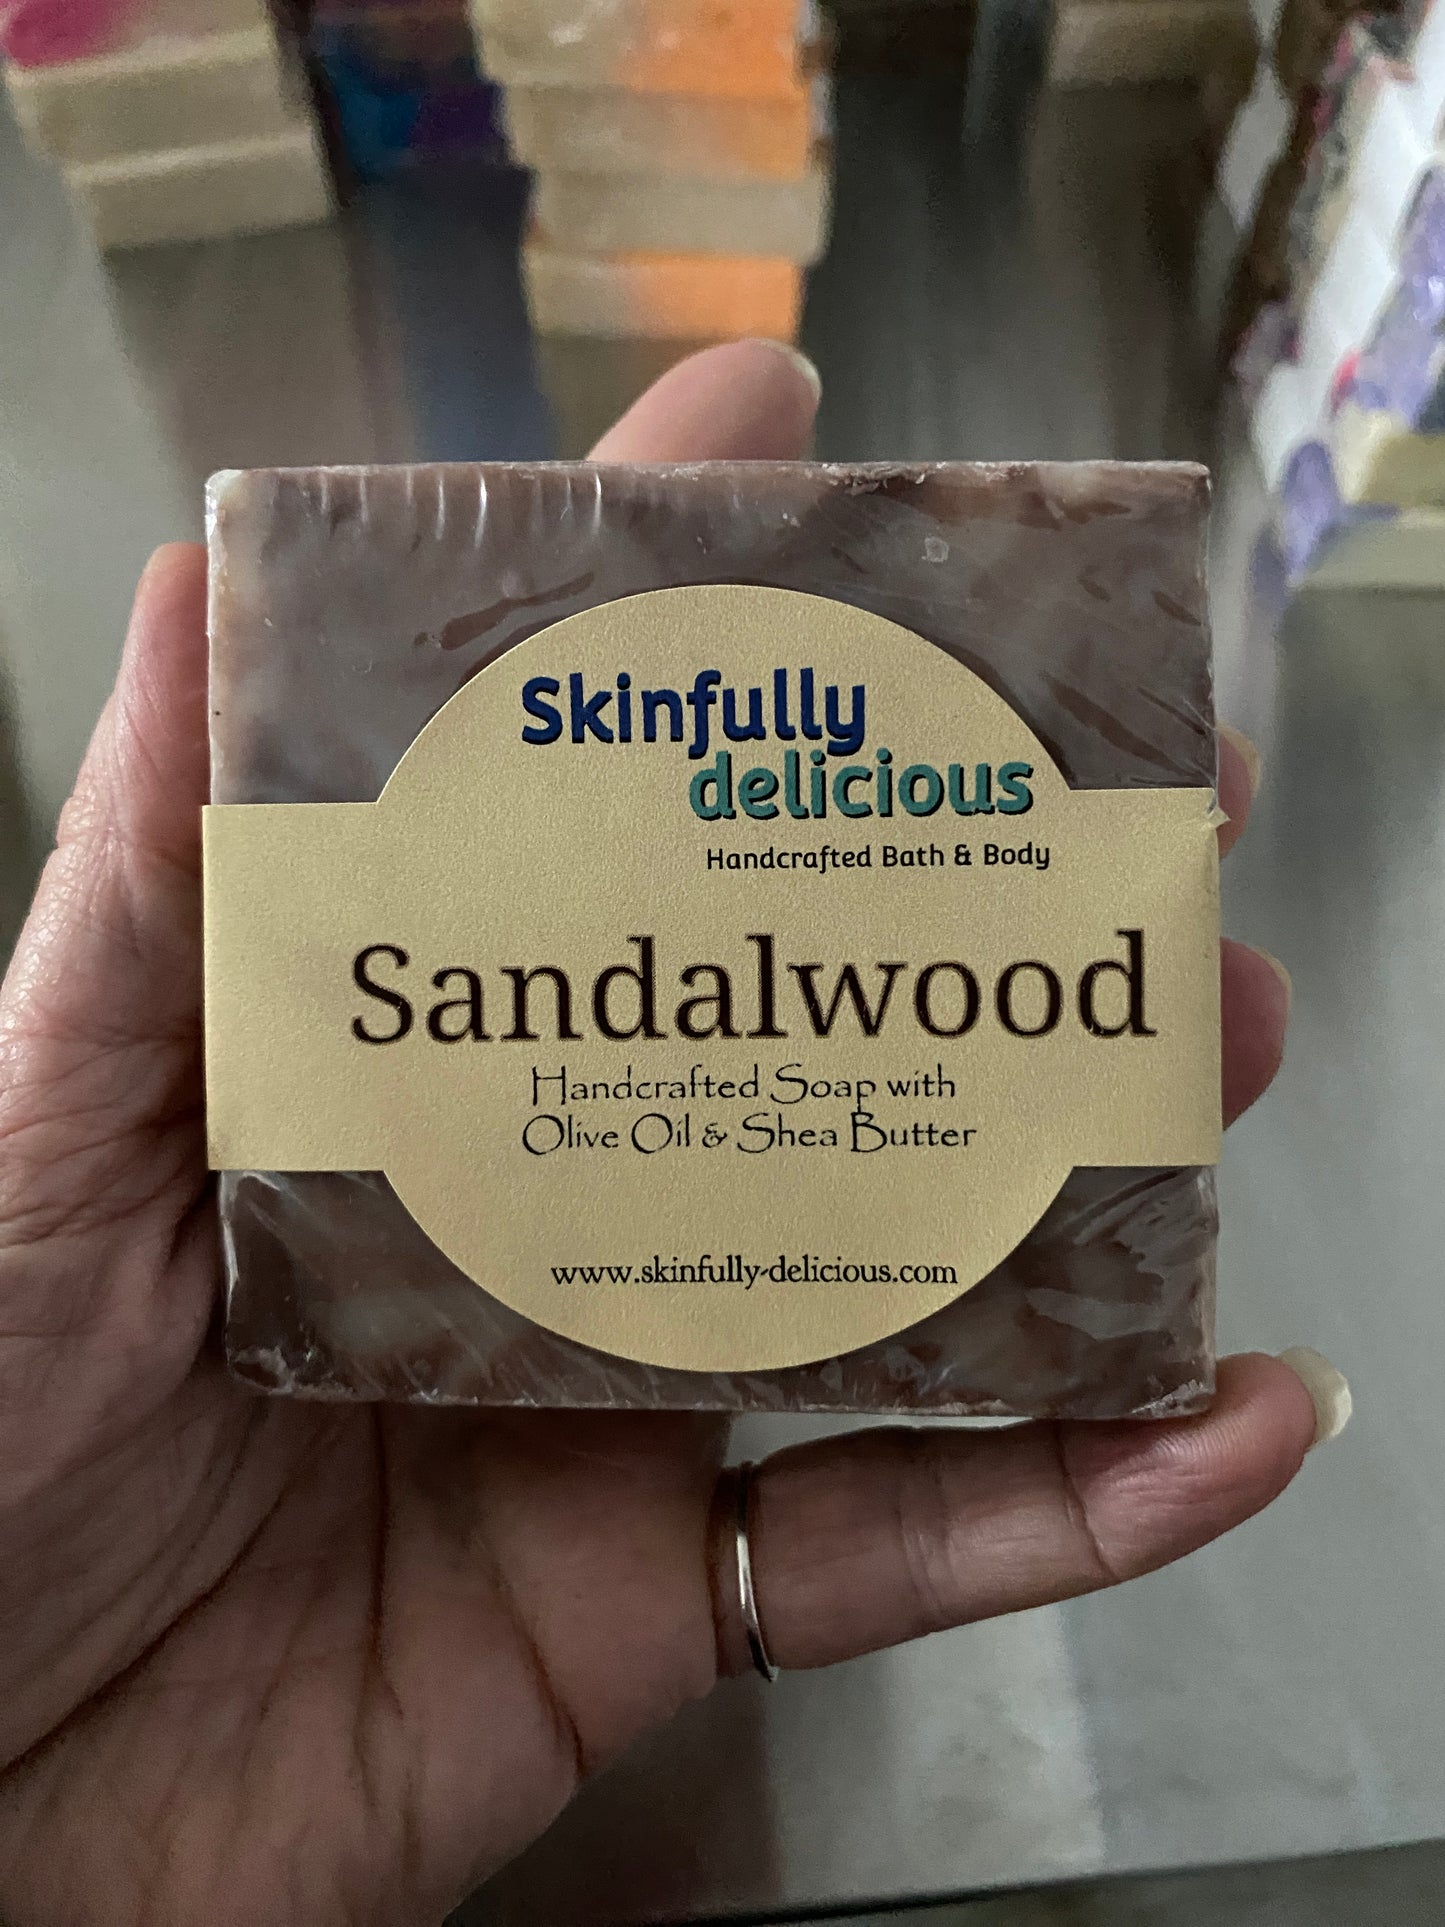 Skinfully
delicious
Handcrafted Bath & Body
Sandalwood
Handcrafted Soap with
Olive Oil & Shea Butter
www.skinfully-delicious.com